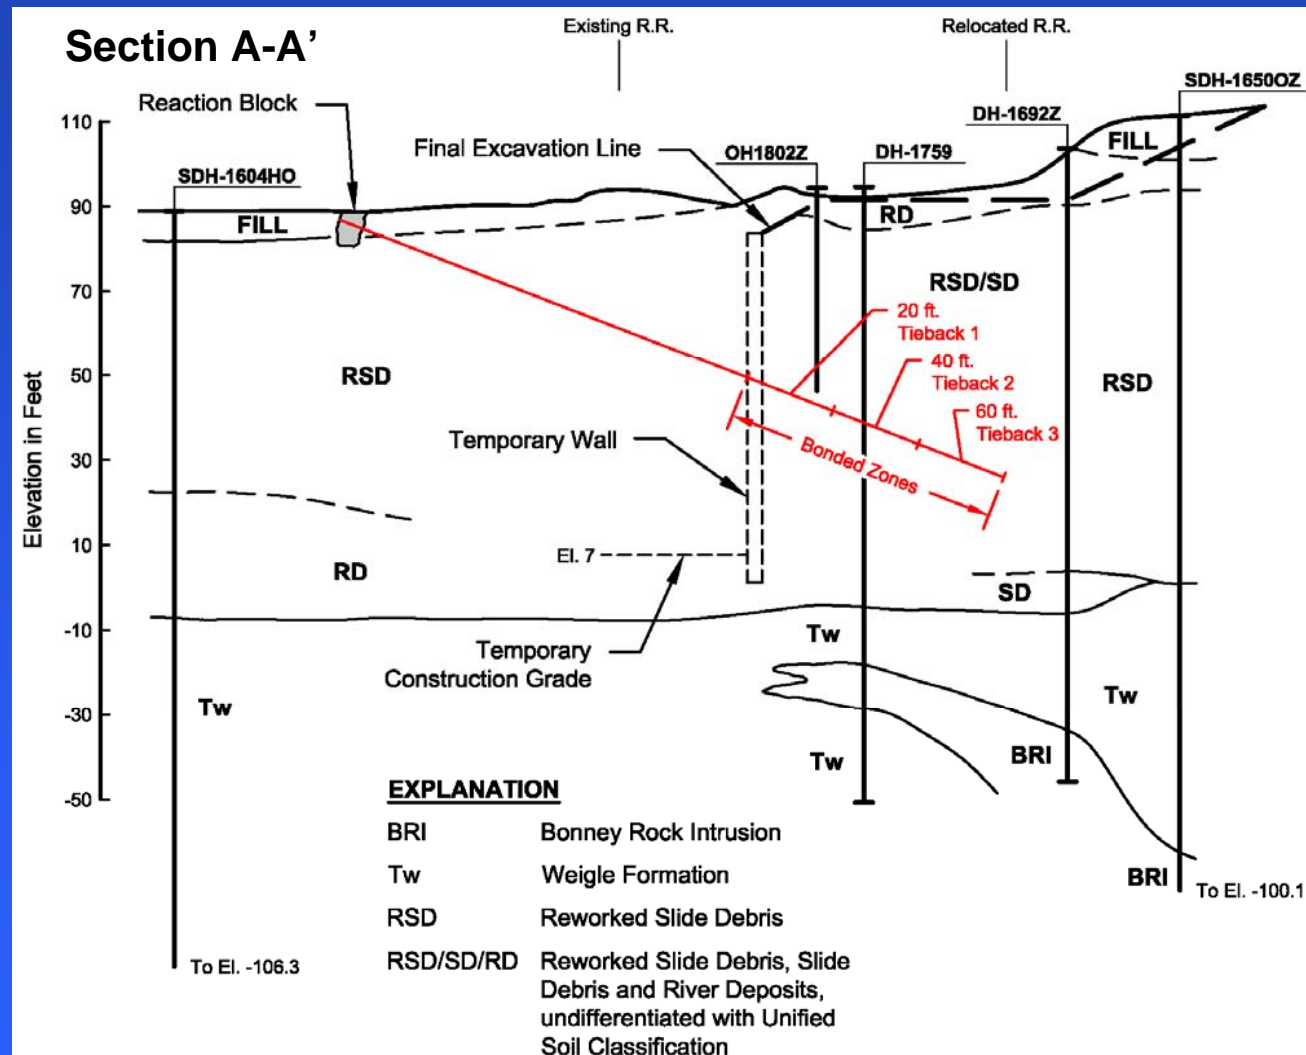 Section A-A’
Existing R.R.
Relocated R.R.
SDH-1650OZ
Reaction Block
DH-1692Z
110
FILL
Final Excavation Line
OH1802Z
DH-1759
SDH-1604HO
90
FILL
RD
RSD/SD
70
20 ft.
Tieback 1
50
RSD
40 ft.
Tieback 2
RSD
60 ft.
Tieback 3
Temporary Wall
Bonded Zones
30
Elevation in Feet
10
El. 7
RD
SD
-10
Tw
Temporary
Construction Grade
Tw
Tw
-30
BRI
Tw
-50
EXPLANATION
BRI Bonney Rock Intrusion
Tw Weigle Formation
BRI
To El. -100.1
RSD Reworked Slide Debris
RSD/SD/RD Reworked Slide Debris, Slide
Debris and River Deposits,
undifferentiated with Unified
Soil Classification
To El. -106.3